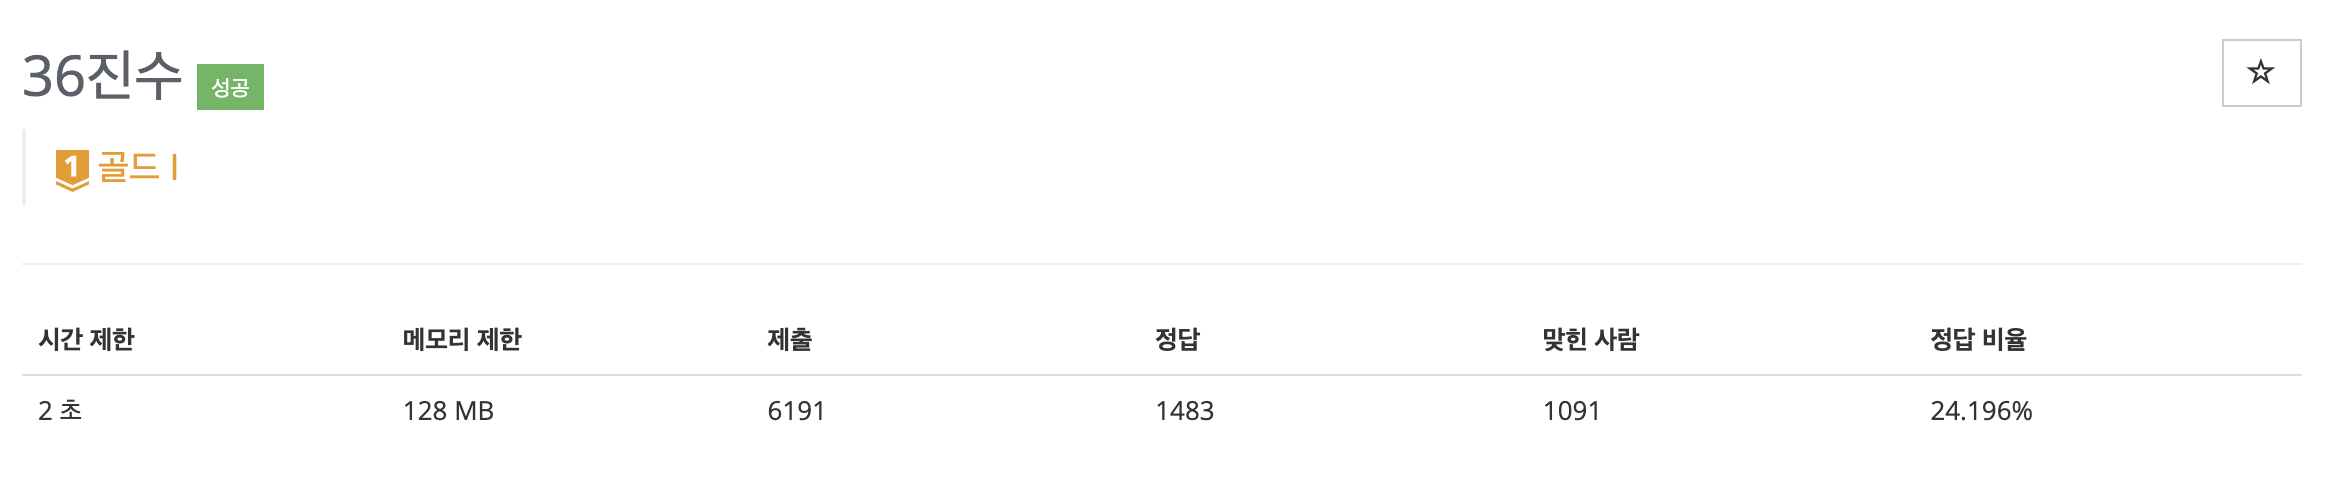 36진수 성공
1 골드 I
시간 제한 메모리 제한 제출 정답 맞힌 사람 정답 비율
2 초 128 MB 6191 1483 1091 24.196%